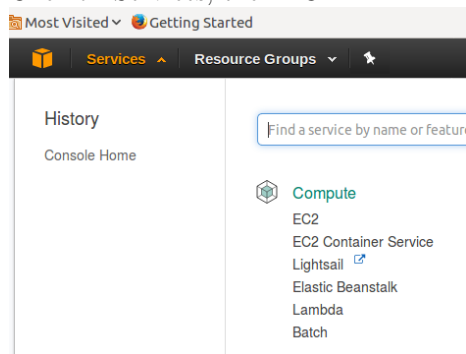 Most Visited Getting Started
Services Resource Groups
History
Console Home
Find a service by name or feature
Compute
EC2
EC2 Container Service
Lightsail
Elastic Beanstalk
Lambda
Batch